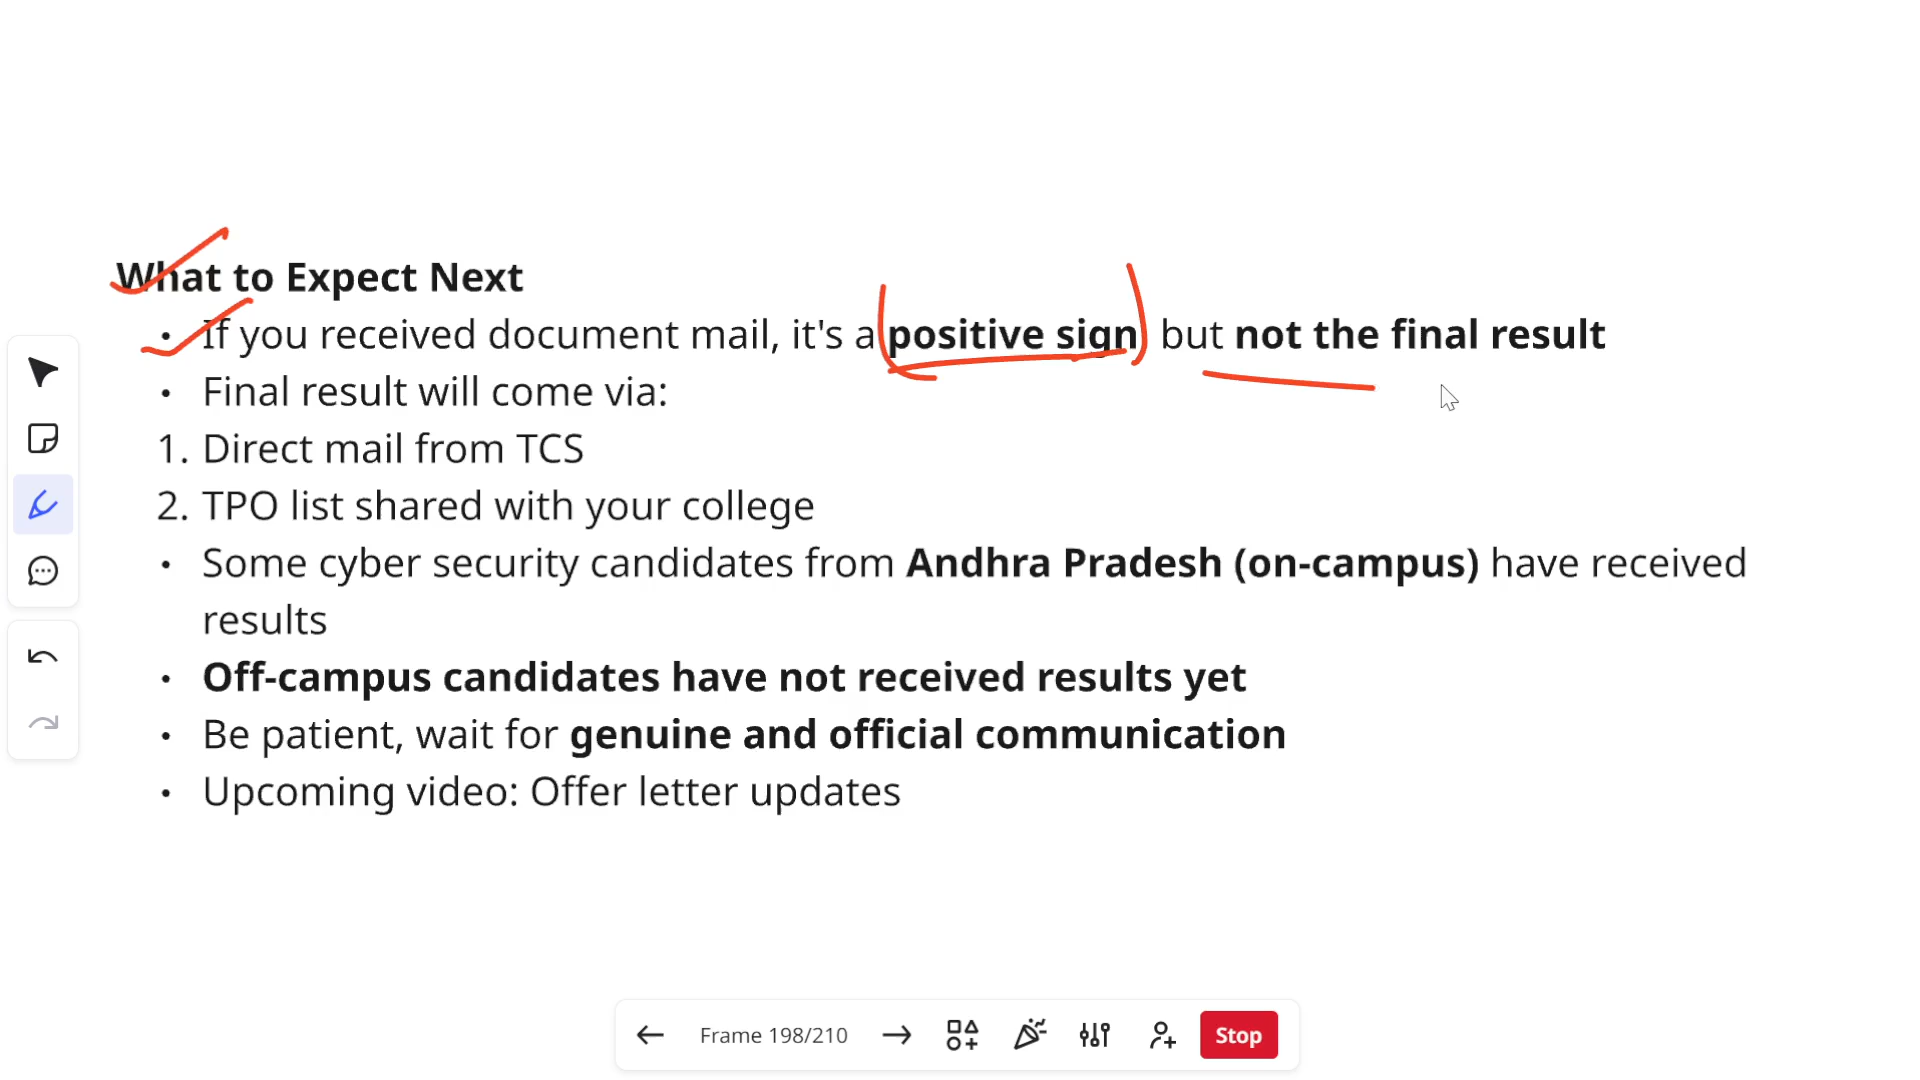 What to Expect Next
• If you received document mail, it's a positive sign but not the final result
• Final result will come via:
1. Direct mail from TCS
2. TPO list shared with your college
• Some cyber security candidates from Andhra Pradesh (on-campus) have received
results
• Off-campus candidates have not received results yet
• Be patient, wait for genuine and official communication
• Upcoming video: Offer letter updates
Frame 198/210
Stop